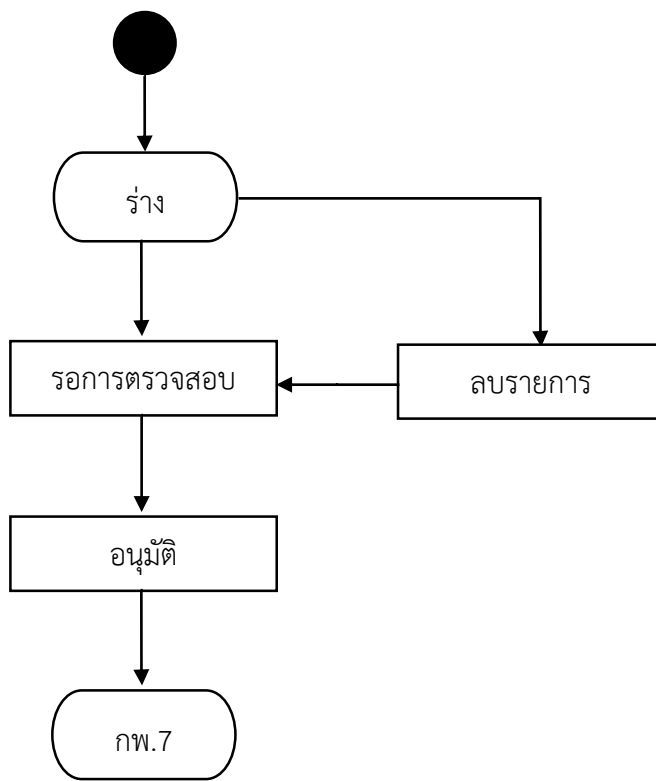 ร่าง
รอการตรวจสอบ
ลบรายการ
อนุมัติ
กพ.7